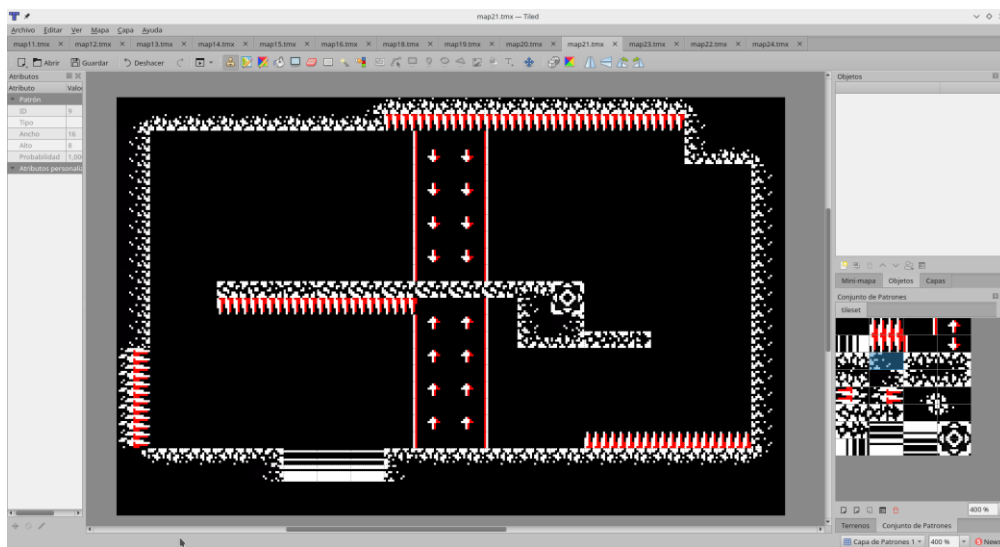 map21.tmx — Tiled
Archivo Editar Ver Mapa Capa Ayuda
map11.tmx map12.tmx map13.tmx map14.tmx map15.tmx map16.tmx map18.tmx map19.tmx map20.tmx map21.tmx map23.tmx map22.tmx map24.tmx
Abrir Guardar Deshacer
Atributos
Atributo Valor
Patrón
ID 9
Tipo
Ancho 16
Alto 8
Probabilidad 1,00
Atributos personaliz
Objetos
Mini-mapa Objetos Capas
Conjunto de Patrones
tileset
400 %
Terrenos Conjunto de Patrones
Capa de Patrones 1 400 % News